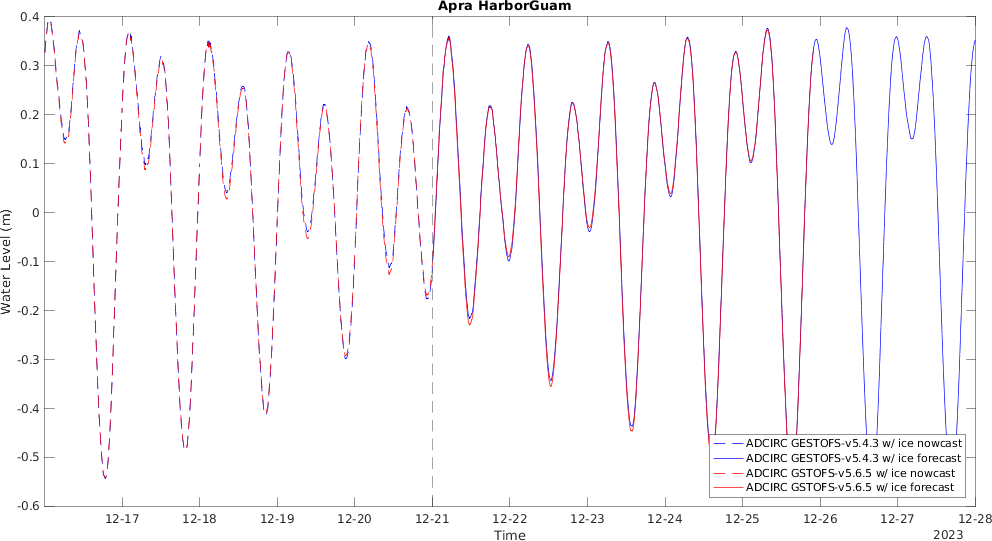 Apra HarborGuam
0.4
0.3
0.2
0.1
0
-0.1
-0.2
-0.3
-0.4
-0.5
-0.6
Water Level (m)
ADCIRC GESTOFS-v5.4.3 w/ ice nowcast
ADCIRC GESTOFS-v5.4.3 w/ ice forecast
ADCIRC GSTOFS-v5.6.5 w/ ice nowcast
ADCIRC GSTOFS-v5.6.5 w/ ice forecast
12-17 12-18 12-19 12-20 12-21 12-22 12-23 12-24 12-25 12-26 12-27 12-28
Time
2023